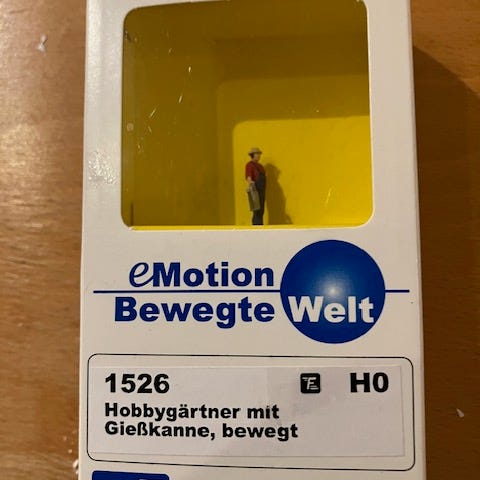 eMotion
Bewegte Welt
1526 H0
Hobbygärtner mit
Gießkanne, bewegt